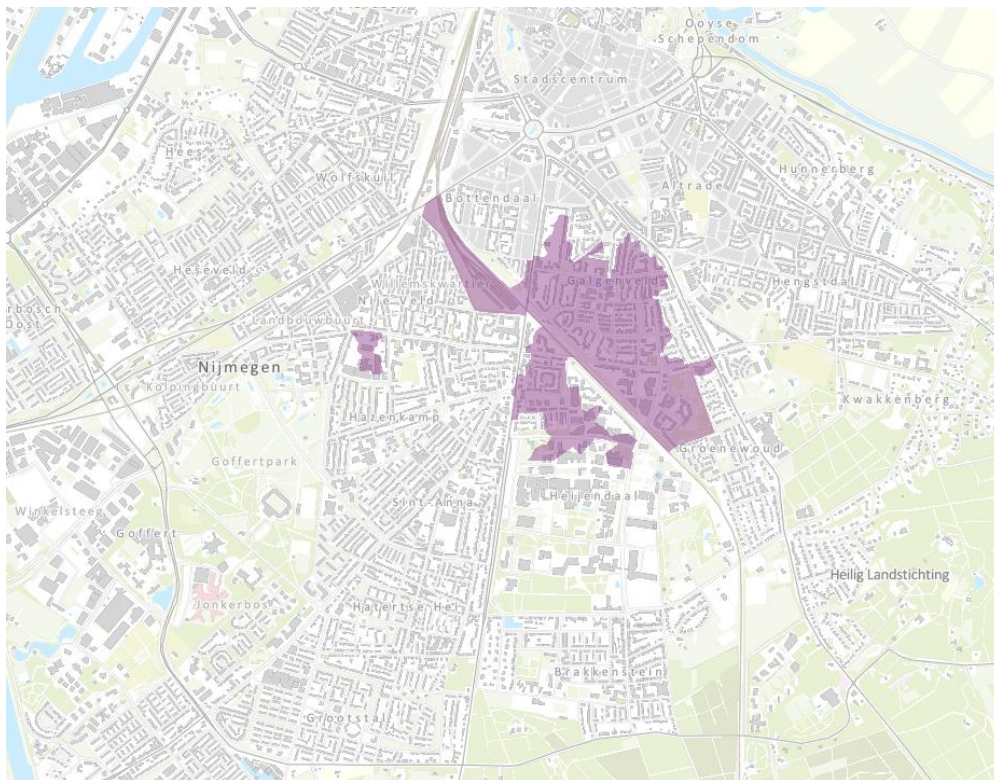 Ooyse
Schependom
Stadscentrum
Hees
Wolfskuil
Hunnerberg
Altrade
Bottendaal
Heseveld
Willemskwartier
Galgenveld
Hengstdal
Nije Veld
Landbouwbuurt
Oost
Nijmegen
Kolpingbuurt
Kwakkenberg
Hazenkamp
Groenewoud
Goffertpark
Heijendaal
Sint-Anna
Winkelsteeg
Goffert
Heilig Landstichting
Jonkerbos
Hatertse Hei
Brakkenstein
Grootstal